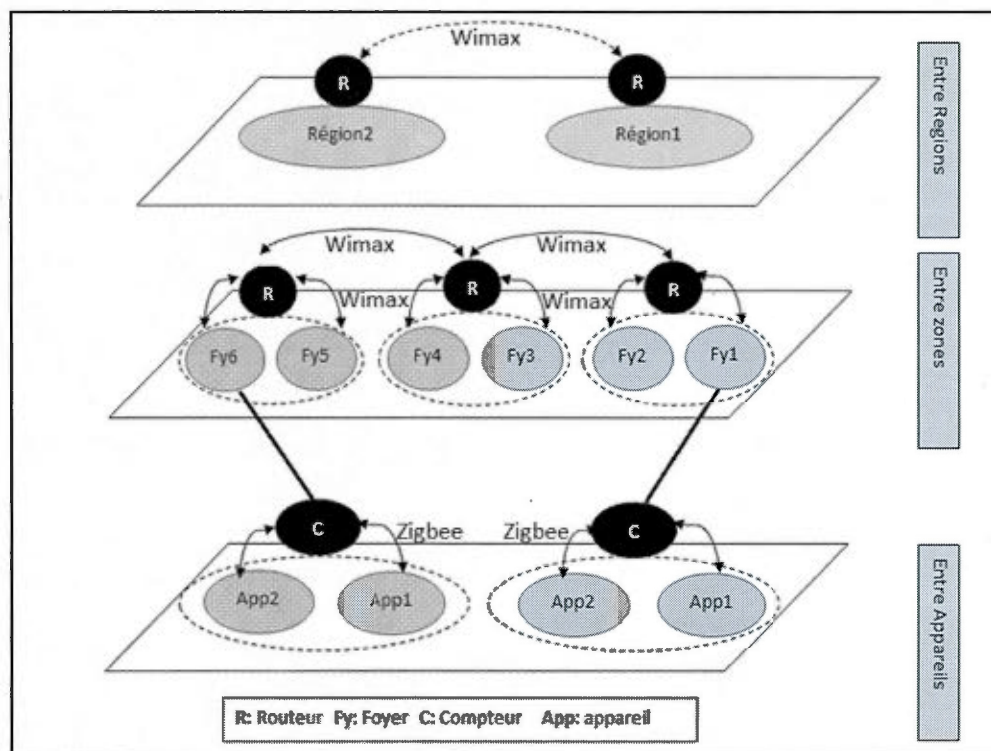 Wimax
R R
Région2 Région1
Entre Regions
Wimax Wimax
R R R
Wimax Wimax
Fy6 Fy5 Fy4 Fy3 Fy2 Fy1
Entre zones
C C
Zigbee Zigbee
App2 App1 App2 App1
Entre Appareils
R: Routeur Fy: Foyer C: Compteur App: appareil